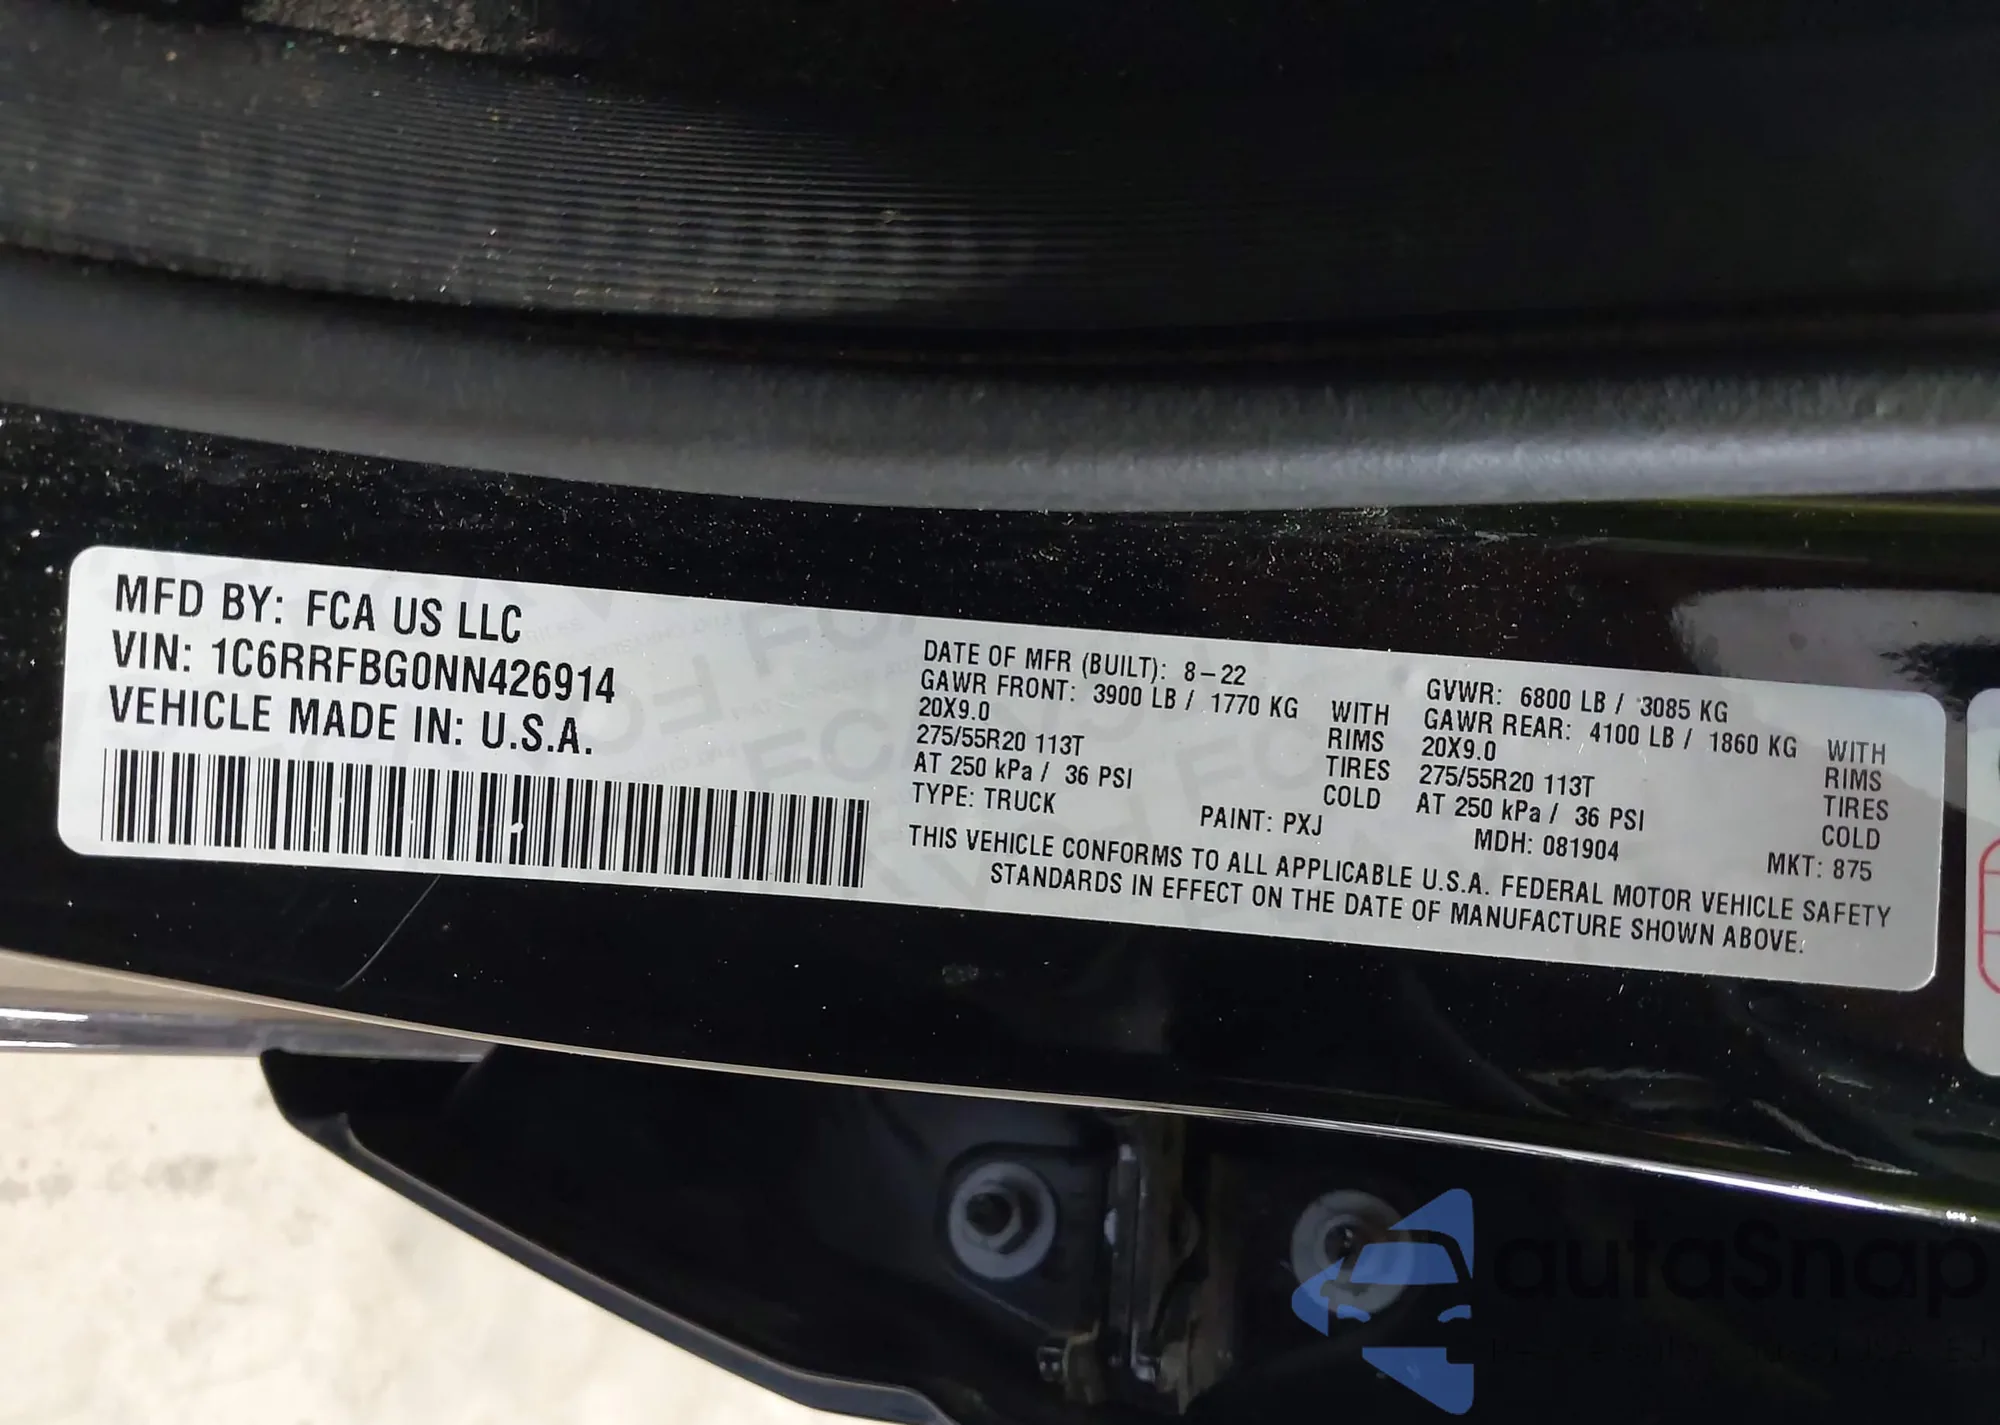 MFD BY: FCA US LLC
VIN: 1C6RRFBG0NN426914
VEHICLE MADE IN: U.S.A.
DATE OF MFR (BUILT): 8-22
GAWR FRONT: 3900 LB / 1770 KG WITH
20X9.0 RIMS
275/55R20 113T TIRES
AT 250 kPa / 36 PSI COLD
GVWR: 6800 LB / 3085 KG
GAWR REAR: 4100 LB / 1860 KG WITH
20X9.0 RIMS
275/55R20 113T TIRES
AT 250 kPa / 36 PSI COLD
TYPE: TRUCK PAINT: PXJ MDH: 081904 MKT: 875
THIS VEHICLE CONFORMS TO ALL APPLICABLE U.S.A. FEDERAL MOTOR VEHICLE SAFETY
STANDARDS IN EFFECT ON THE DATE OF MANUFACTURE SHOWN ABOVE.
autaSnap